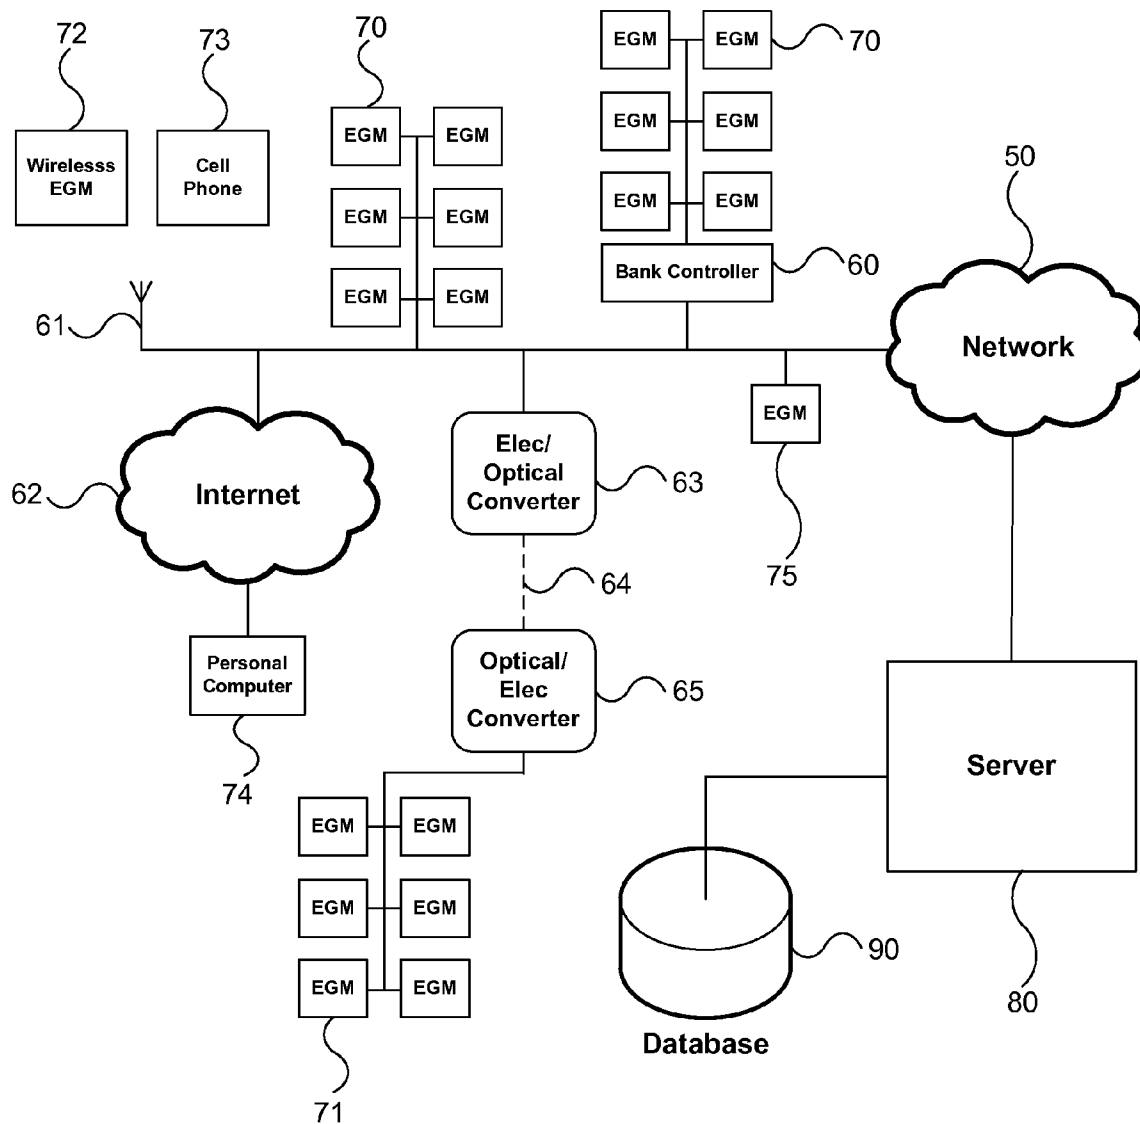 72
73
70
EGM
EGM
70
Wirelesss
EGM
Cell
Phone
EGM
EGM
EGM
EGM
50
EGM
EGM
EGM
EGM
Bank Controller
60
EGM
EGM
61
Network
EGM
62
Internet
Elec/
Optical
Converter
63
75
64
Personal
Computer
Optical/
Elec
Converter
65
74
Server
EGM
EGM
EGM
EGM
90
EGM
EGM
80
Database
71